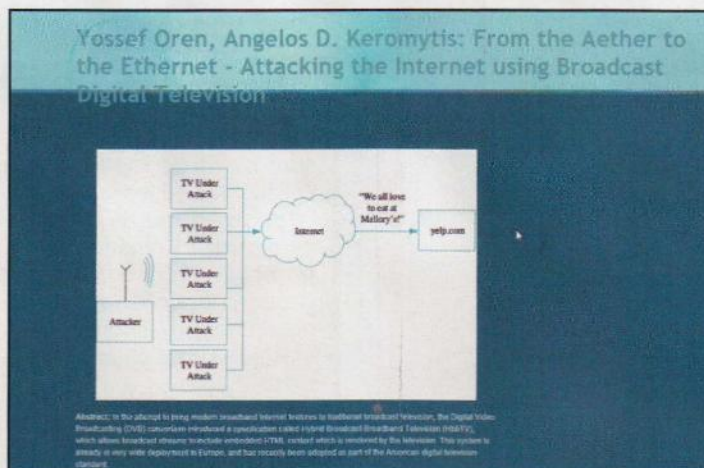 Yossef Oren, Angelos D. Keromytis: From the Aether to
the Ethernet - Attacking the Internet using Broadcast
Digital Television
TV Under
Attack
TV Under
Attack
TV Under
Attack
TV Under
Attack
TV Under
Attack
Attacker
Internet
"We all love
to eat at
Mallory's!"
yelp.com
Abstract: In the attempt to bring modern broadband Internet features to traditional broadcast television, the Digital Video
Broadcasting (DVB) consortium introduced a specification called Hybrid Broadcast-Broadband Television (HbbTV),
which allows broadcast streams to include embedded HTML content which is rendered by the television. This system is
already in very wide deployment in Europe, and has recently been adopted as part of the American digital television
standard.